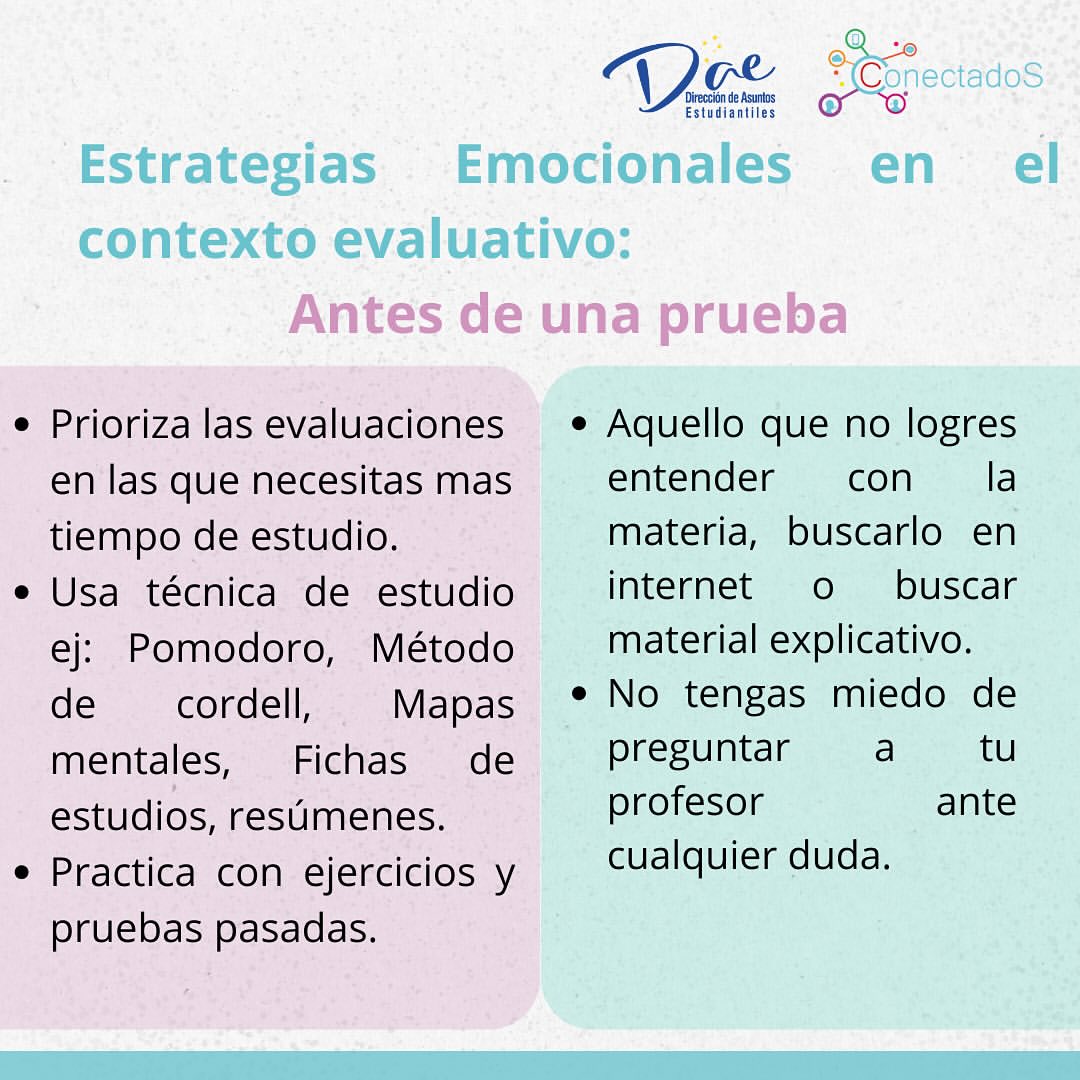 Dae
Dirección de Asuntos
Estudiantiles
ConectadoS
Estrategias Emocionales en el
contexto evaluativo:
Antes de una prueba
• Prioriza las evaluaciones
en las que necesitas mas
tiempo de estudio.
• Usa técnica de estudio
ej: Pomodoro, Método
de cordell, Mapas
mentales, Fichas de
estudios, resúmenes.
• Practica con ejercicios y
pruebas pasadas.
• Aquello que no logres
entender con la
materia, buscarlo en
internet o buscar
material explicativo.
• No tengas miedo de
preguntar a tu
profesor ante
cualquier duda.